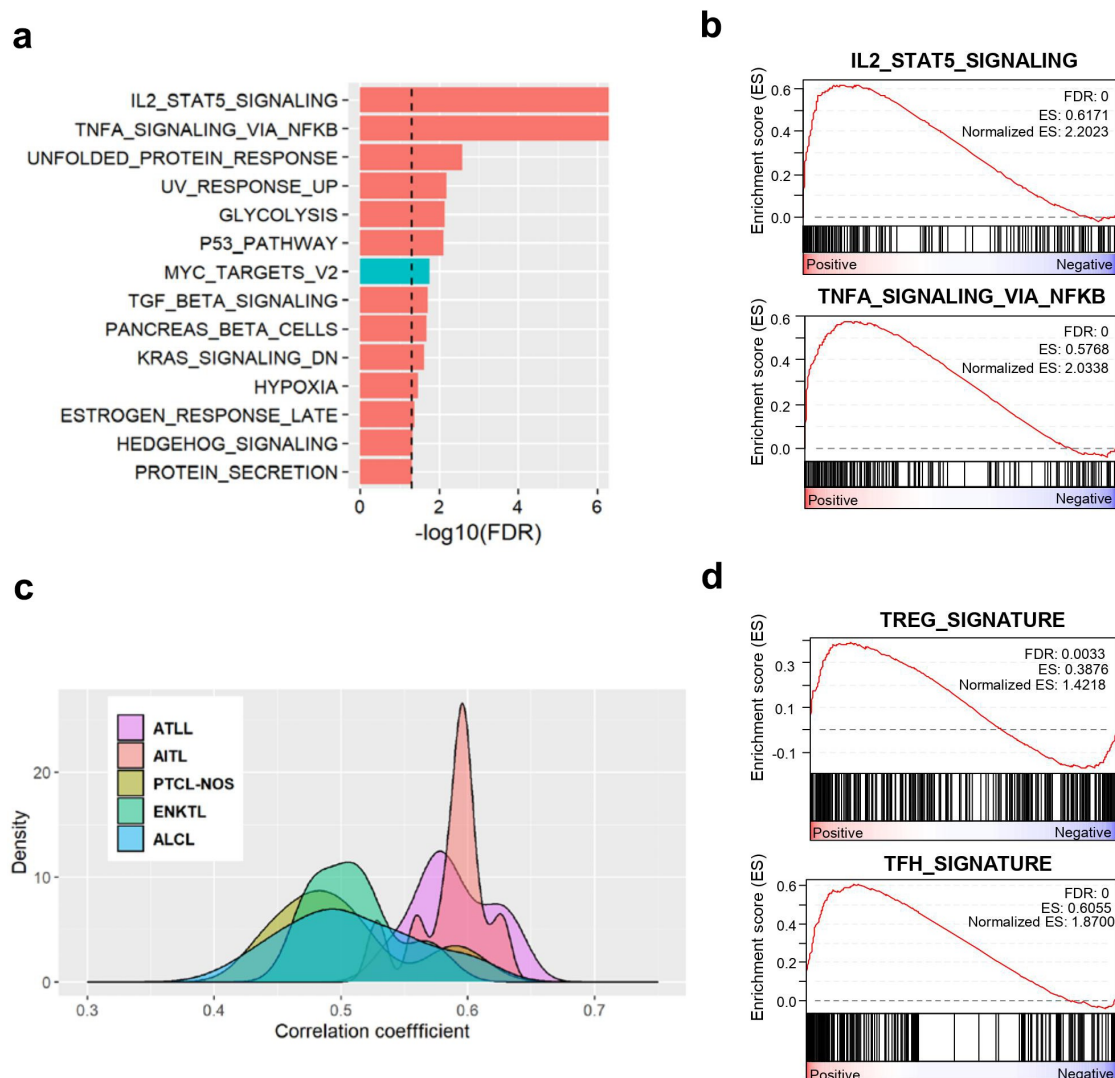 a
IL2_STAT5_SIGNALING
TNFA_SIGNALING_VIA_NFKB
UNFOLDED_PROTEIN_RESPONSE
UV_RESPONSE_UP
GLYCOLYSIS
P53_PATHWAY
MYC_TARGETS_V2
TGF_BETA_SIGNALING
PANCREAS_BETA_CELLS
KRAS_SIGNALING_DN
HYPOXIA
ESTROGEN_RESPONSE_LATE
HEDGEHOG_SIGNALING
PROTEIN_SECRETION
0 2 4 6
-log10(FDR)
b
IL2_STAT5_SIGNALING
Enrichment score (ES)
0.6
0.4
0.2
0.0
FDR: 0
ES: 0.6171
Normalized ES: 2.2023
Positive Negative
TNFA_SIGNALING_VIA_NFKB
Enrichment score (ES)
0.6
0.4
0.2
0.0
FDR: 0
ES: 0.5768
Normalized ES: 2.0338
Positive Negative
c
Density
20
10
0
ATLL
AITL
PTCL-NOS
ENKTL
ALCL
0.3 0.4 0.5 0.6 0.7
Correlation coeffficient
d
TREG_SIGNATURE
Enrichment score (ES)
0.3
0.1
-0.1
FDR: 0.0033
ES: 0.3876
Normalized ES: 1.4218
Positive Negative
TFH_SIGNATURE
Enrichment score (ES)
0.6
0.4
0.2
0.0
FDR: 0
ES: 0.6055
Normalized ES: 1.8700
Positive Negative